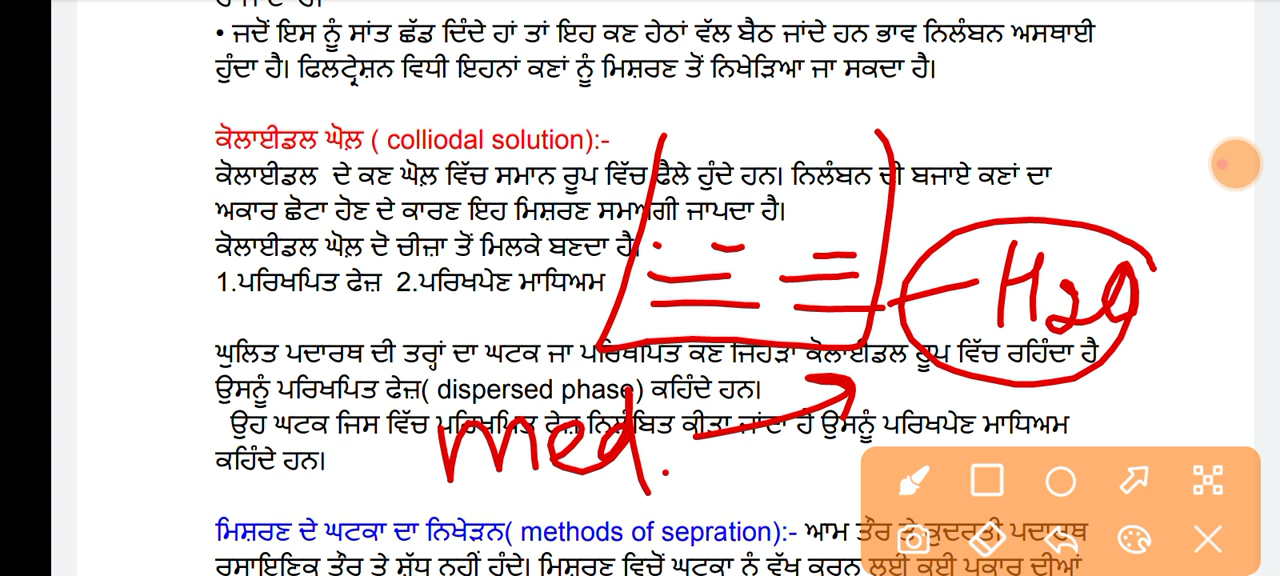 • ਜਦੋਂ ਇਸ ਨੂੰ ਸਾਂਤ ਛੱਡ ਦਿੰਦੇ ਹਾਂ ਤਾਂ ਇਹ ਕਣ ਹੇਠਾਂ ਵੱਲ ਬੈਠ ਜਾਂਦੇ ਹਨ ਭਾਵ ਨਿਲੰਬਨ ਅਸਥਾਈ
ਹੁੰਦਾ ਹੈ। ਫਿਲਟ੍ਰੇਸ਼ਨ ਵਿਧੀ ਇਹਨਾਂ ਕਣਾਂ ਨੂੰ ਮਿਸ਼ਰਣ ਤੋਂ ਨਿਖੇੜਿਆ ਜਾ ਸਕਦਾ ਹੈ।
ਕੋਲਾਈਡਲ ਘੋਲ਼ ( colliodal solution):-
ਕੋਲਾਈਡਲ ਦੇ ਕਣ ਘੋਲ਼ ਵਿੱਚ ਸਮਾਨ ਰੂਪ ਵਿੱਚ ਫੈਲੇ ਹੁੰਦੇ ਹਨ। ਨਿਲੰਬਨ ਦੀ ਬਜਾਏ ਕਣਾਂ ਦਾ
ਅਕਾਰ ਛੋਟਾ ਹੋਣ ਦੇ ਕਾਰਣ ਇਹ ਮਿਸ਼ਰਣ ਸਮਅੰਗੀ ਜਾਪਦਾ ਹੈ।
ਕੋਲਾਈਡਲ ਘੋਲ਼ ਦੋ ਚੀਜ਼ਾ ਤੋਂ ਮਿਲਕੇ ਬਣਦਾ ਹੈ।
1.ਪਰਿਖਪਿਤ ਫੇਜ਼ 2.ਪਰਿਖਪੇਣ ਮਾਧਿਅਮ
H2O
ਘੁਲਿਤ ਪਦਾਰਥ ਦੀ ਤਰ੍ਹਾਂ ਦਾ ਘਟਕ ਜਾ ਪਰਿਖਪਿਤ ਕਣ ਜਿਹੜਾ ਕੋਲਾਈਡਲ ਰੂਪ ਵਿੱਚ ਰਹਿੰਦਾ ਹੈ
ਉਸਨੂੰ ਪਰਿਖਪਿਤ ਫੇਜ਼( dispersed phase) ਕਹਿੰਦੇ ਹਨ।
ਉਹ ਘਟਕ ਜਿਸ ਵਿੱਚ ਪਰਿਖਪਿਤ ਫੇਜ਼ ਨਿਲੰਬਿਤ ਕੀਤਾ ਜਾਂਦਾ ਹੈ ਉਸਨੂੰ ਪਰਿਖਪੇਣ ਮਾਧਿਅਮ
ਕਹਿੰਦੇ ਹਨ।
med.
ਮਿਸ਼ਰਣ ਦੇ ਘਟਕਾ ਦਾ ਨਿਖੇੜਨ( methods of sepration):- ਆਮ ਤੌਰ ਤੇ ਕੁਦਰਤੀ ਪਦਾਰਥ
ਰਸਾਇਣਿਕ ਤੌਰ ਤੇ ਸ਼ੁੱਧ ਨਹੀਂ ਹੁੰਦੇ। ਮਿਸ਼ਰਣ ਵਿਚੋਂ ਘਟਕਾ ਨੂੰ ਵੱਖ ਕਰਨ ਲਈ ਕਈ ਪ੍ਰਕਾਰ ਦੀਆਂ